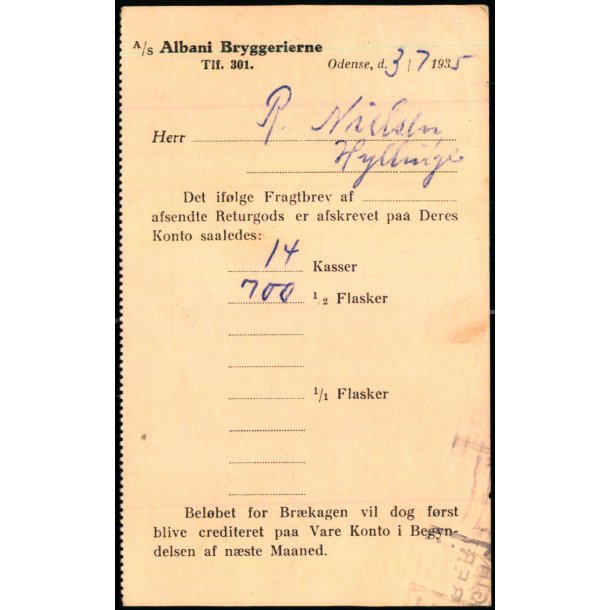 A/s Albani Bryggerierne
Tlf. 301. Odense, d. 3/7 1935
Herr R. Nielsen
Hyllinge
Det ifølge Fragtbrev af
afsendte Returgods er afskrevet paa Deres
Konto saaledes:
14 Kasser
700 1/2 Flasker
1/1 Flasker
Beløbet for Brækagen vil dog først
blive crediteret paa Vare Konto i Begyn-
delsen af næste Maaned.